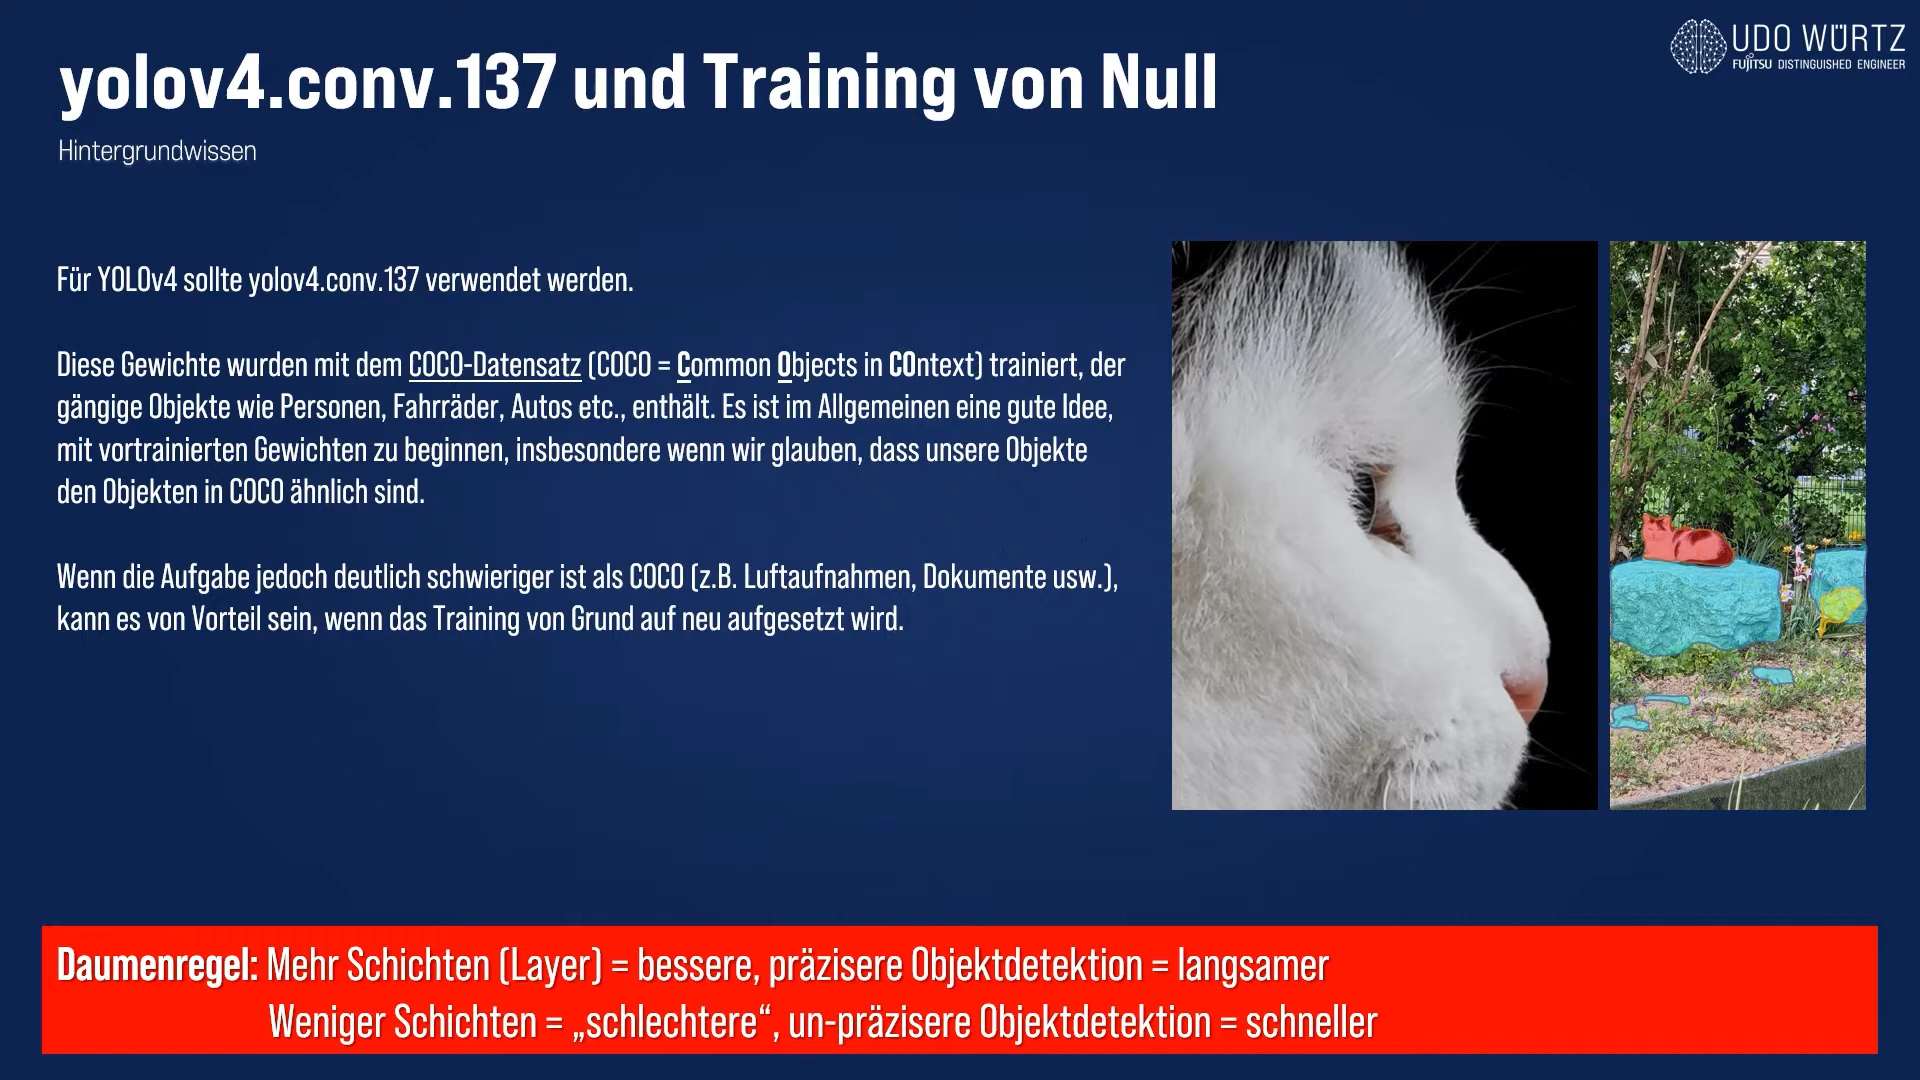 yolov4.conv.137 und Training von Null
UDO WÜRTZ
FUJITSU DISTINGUISHED ENGINEER
Hintergrundwissen
Für YOLOv4 sollte yolov4.conv.137 verwendet werden.
Diese Gewichte wurden mit dem COCO-Datensatz (COCO = Common Objects in COntext) trainiert, der
gängige Objekte wie Personen, Fahrräder, Autos etc., enthält. Es ist im Allgemeinen eine gute Idee,
mit vortrainierten Gewichten zu beginnen, insbesondere wenn wir glauben, dass unsere Objekte
den Objekten in COCO ähnlich sind.
Wenn die Aufgabe jedoch deutlich schwieriger ist als COCO (z.B. Luftaufnahmen, Dokumente usw.),
kann es von Vorteil sein, wenn das Training von Grund auf neu aufgesetzt wird.
Daumenregel: Mehr Schichten (Layer) = bessere, präzisere Objektdetektion = langsamer
Weniger Schichten = „schlechtere“, un-präzisere Objektdetektion = schneller